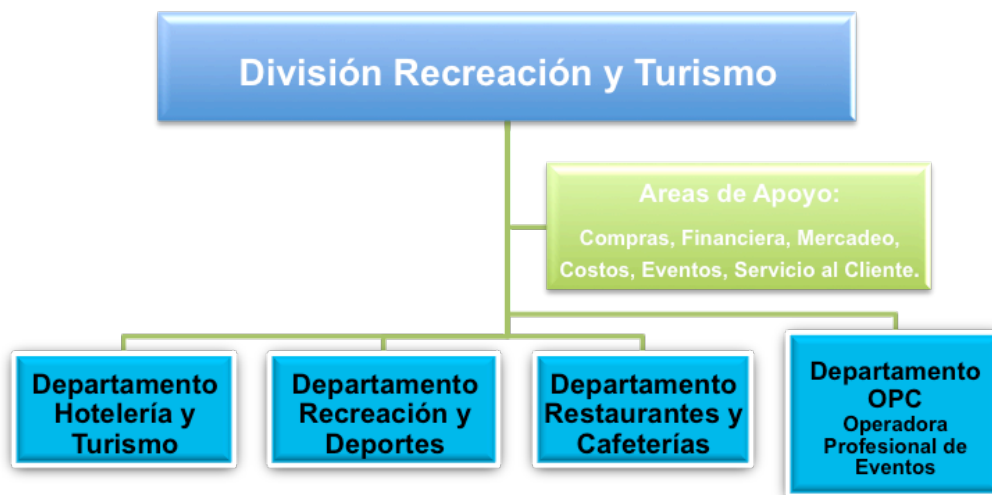 División Recreación y Turismo
Areas de Apoyo:
Compras, Financiera, Mercadeo,
Costos, Eventos, Servicio al Cliente.
Departamento
Hotelería y
Turismo
Departamento
Recreación y
Deportes
Departamento
Restaurantes y
Cafeterías
Departamento
OPC
Operadora
Profesional de
Eventos